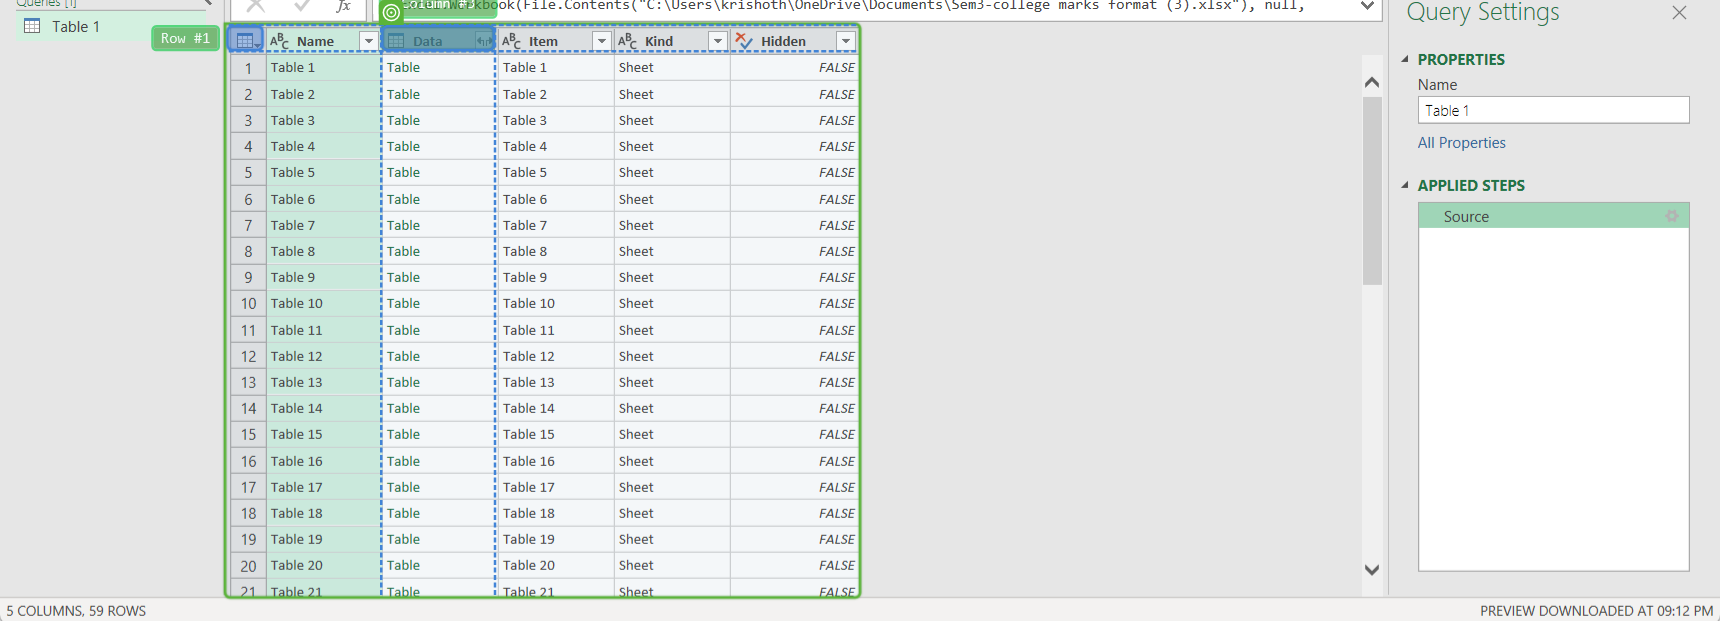 Queries [1]
Table 1
Row #1
Column #3
fx
Workbook(File.Contents("C:\Users\krishoth\OneDrive\Documents\Sem3-college marks format (3).xlsx"), null,
Name Data Item Kind Hidden
1 Table 1 Table Table 1 Sheet FALSE
2 Table 2 Table Table 2 Sheet FALSE
3 Table 3 Table Table 3 Sheet FALSE
4 Table 4 Table Table 4 Sheet FALSE
5 Table 5 Table Table 5 Sheet FALSE
6 Table 6 Table Table 6 Sheet FALSE
7 Table 7 Table Table 7 Sheet FALSE
8 Table 8 Table Table 8 Sheet FALSE
9 Table 9 Table Table 9 Sheet FALSE
10 Table 10 Table Table 10 Sheet FALSE
11 Table 11 Table Table 11 Sheet FALSE
12 Table 12 Table Table 12 Sheet FALSE
13 Table 13 Table Table 13 Sheet FALSE
14 Table 14 Table Table 14 Sheet FALSE
15 Table 15 Table Table 15 Sheet FALSE
16 Table 16 Table Table 16 Sheet FALSE
17 Table 17 Table Table 17 Sheet FALSE
18 Table 18 Table Table 18 Sheet FALSE
19 Table 19 Table Table 19 Sheet FALSE
20 Table 20 Table Table 20 Sheet FALSE
21 Table 21 Table Table 21 Sheet FALSE
Query Settings
PROPERTIES
Name
Table 1
All Properties
APPLIED STEPS
Source
5 COLUMNS, 59 ROWS
PREVIEW DOWNLOADED AT 09:12 PM